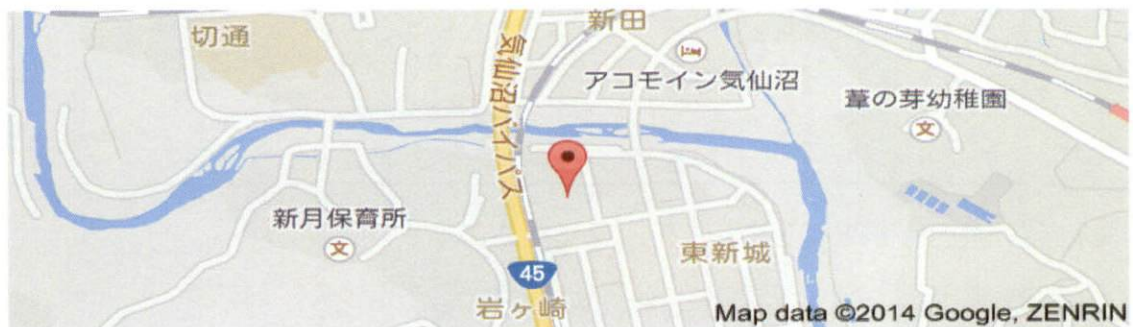 新田
切通
アコモイン気仙沼
葦の芽幼稚園
文
気仙沼バイパス
新月保育所
文
東新城
45
岩ヶ崎
Map data ©2014 Google, ZENRIN